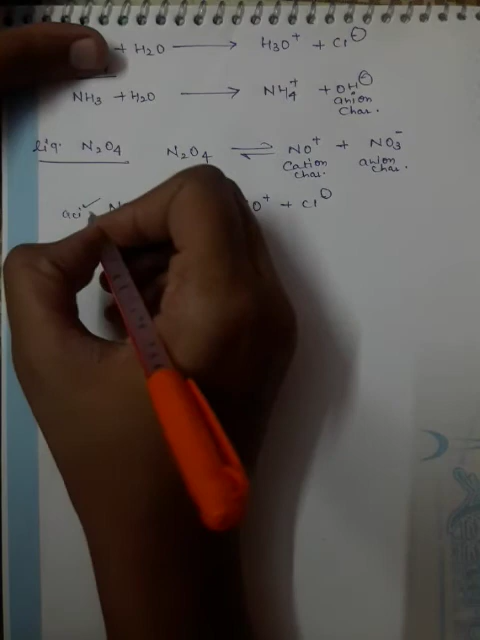 + H2O ⟶ H3O⁺ + Cl⊖
NH3 + H2O ⟶ NH4⁺ + OH⊖
anion
Char.
liq. N2O4 N2O4 ⇌ NO⁺ + NO3⁻
Cation anion
char. char.
N O⁺ + Cl⊖